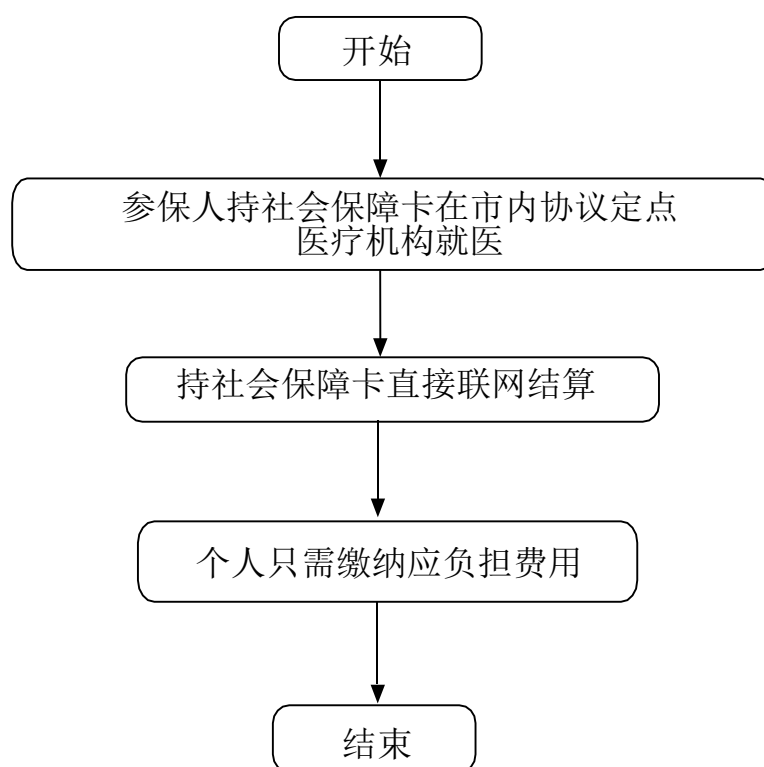 开始
参保人持社会保障卡在市内协议定点
医疗机构就医
持社会保障卡直接联网结算
个人只需缴纳应负担费用
结束